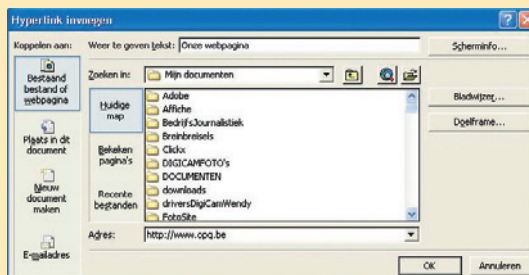 Hyperlink invoegen
Koppelen aan:
Weer te geven tekst: Onze webpagina
Scherminfo...
Bestaand bestand of webpagina
Zoeken in: Mijn documenten
Huidige map
Adobe
Affiche
BedrijfsJournalistiek
Breinbreisels
Clickx
DIGICAMFOTO's
DOCUMENTEN
downloads
driversDigiCamWendy
FotoSite
Bladwijzer...
Doelframe...
Plaats in dit document
Bekeken pagina's
Nieuw document maken
Recente bestanden
E-mailadres
Adres: http://www.opq.be
OK
Annuleren